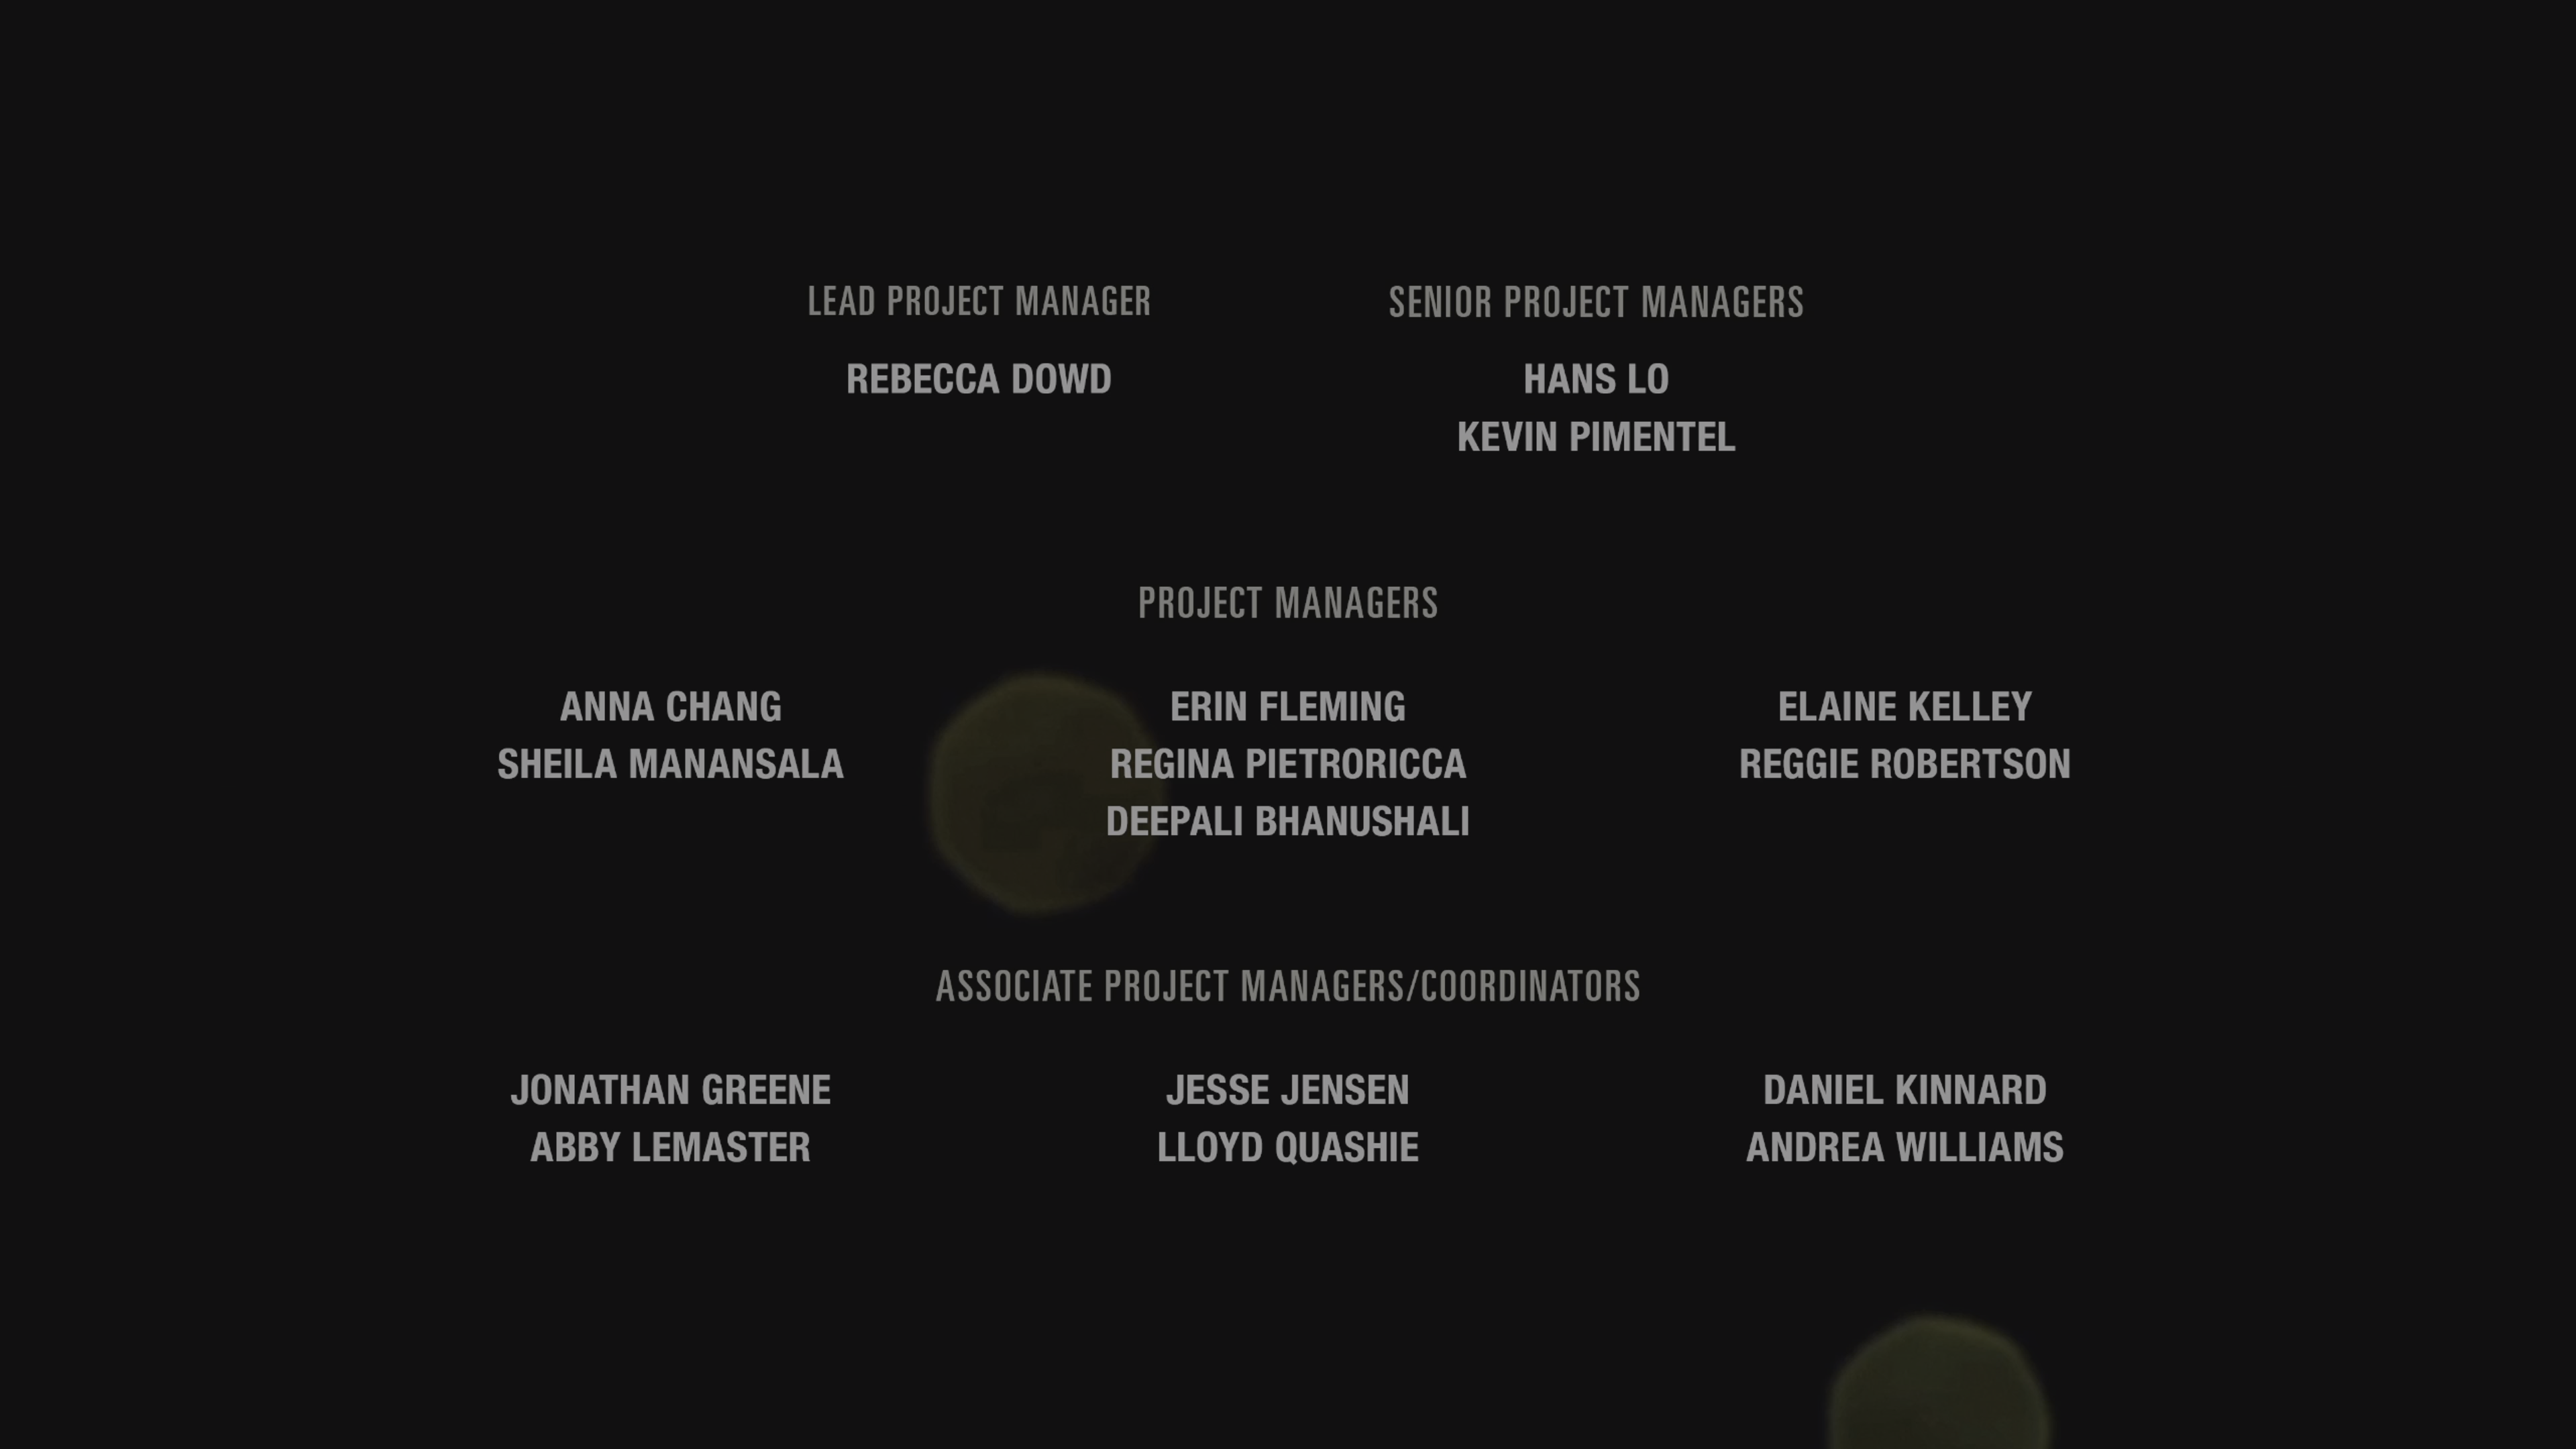 LEAD PROJECT MANAGER
REBECCA DOWD
SENIOR PROJECT MANAGERS
HANS LO
KEVIN PIMENTEL
PROJECT MANAGERS
ANNA CHANG
SHEILA MANANSALA
ERIN FLEMING
REGINA PIETRORICCA
DEEPALI BHANUSHALI
ELAINE KELLEY
REGGIE ROBERTSON
ASSOCIATE PROJECT MANAGERS/COORDINATORS
JONATHAN GREENE
ABBY LEMASTER
JESSE JENSEN
LLOYD QUASHIE
DANIEL KINNARD
ANDREA WILLIAMS